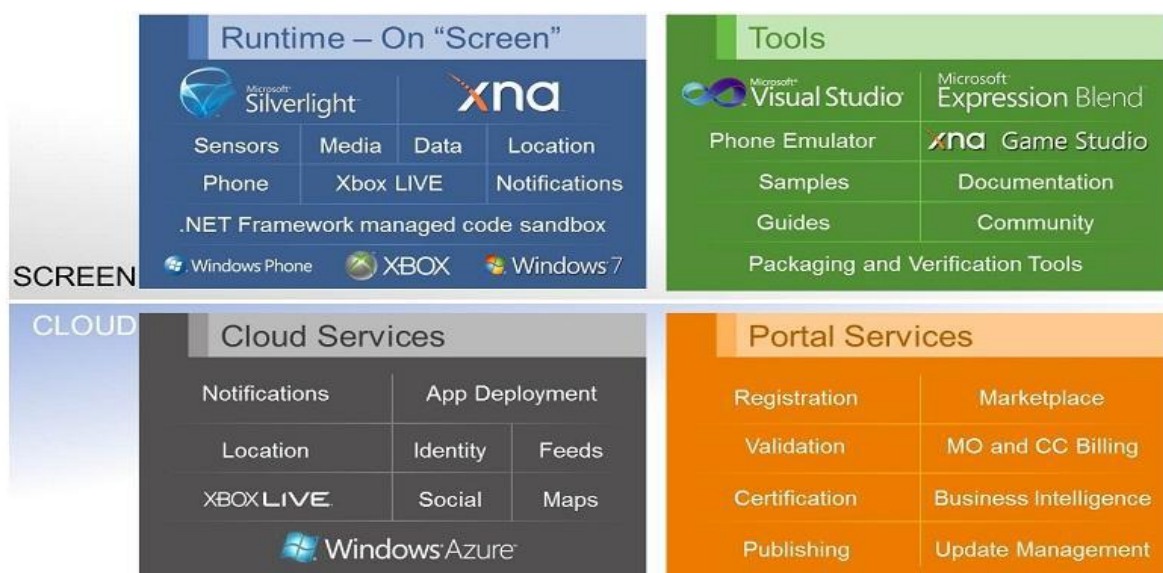 Runtime – On “Screen”
Microsoft Silverlight
xna
Sensors Media Data Location
Phone Xbox LIVE Notifications
.NET Framework managed code sandbox
Windows Phone XBOX Windows 7
Tools
Microsoft Visual Studio
Microsoft Expression Blend
Phone Emulator xna Game Studio
Samples Documentation
Guides Community
Packaging and Verification Tools
SCREEN
CLOUD
Cloud Services
Notifications App Deployment
Location Identity Feeds
XBOX LIVE Social Maps
Windows Azure
Portal Services
Registration Marketplace
Validation MO and CC Billing
Certification Business Intelligence
Publishing Update Management